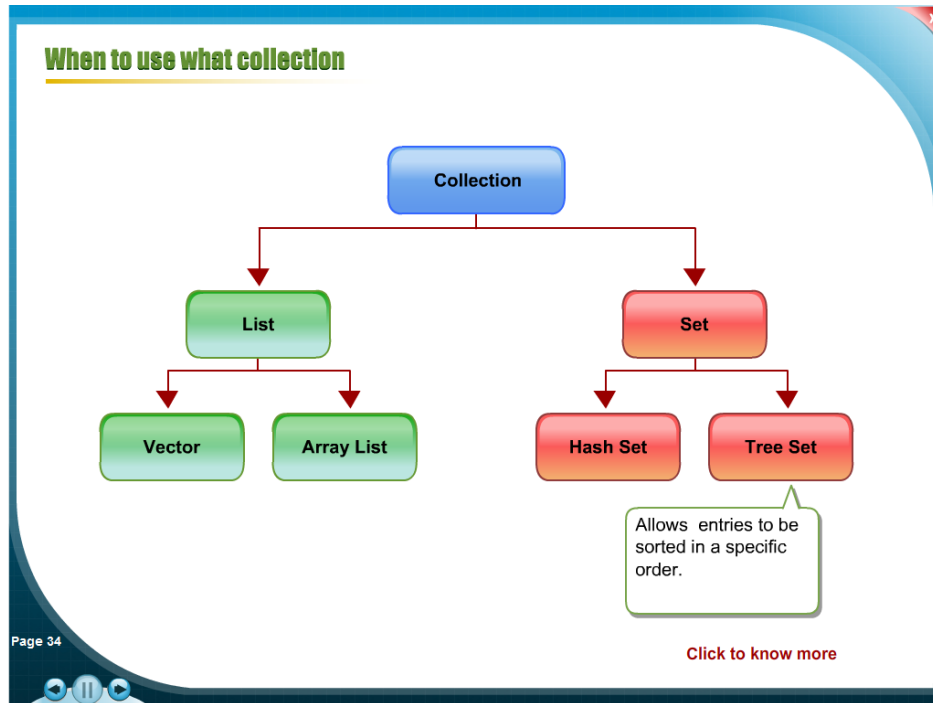 When to use what collection
Collection
List
Set
Vector
Array List
Hash Set
Tree Set
Allows entries to be
sorted in a specific
order.
Page 34
Click to know more